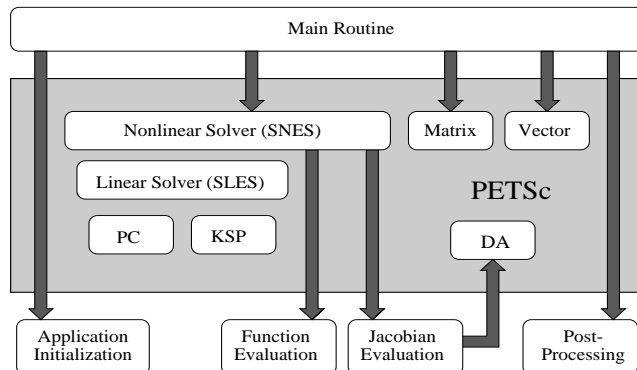 Main Routine
Nonlinear Solver (SNES)
Matrix
Vector
Linear Solver (SLES)
PETSc
PC
KSP
DA
Application
Initialization
Function
Evaluation
Jacobian
Evaluation
Post-
Processing